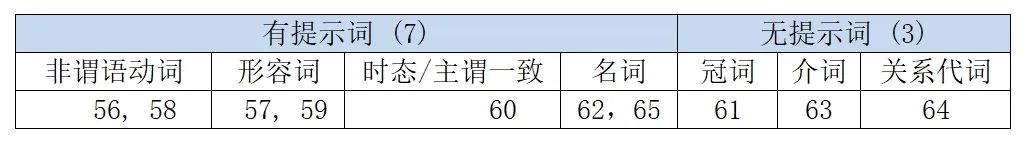 有提示词 (7) 无提示词 (3)
非谓语动词 形容词 时态/主谓一致 名词 冠词 介词 关系代词
56, 58 57, 59 60 62，65 61 63 64